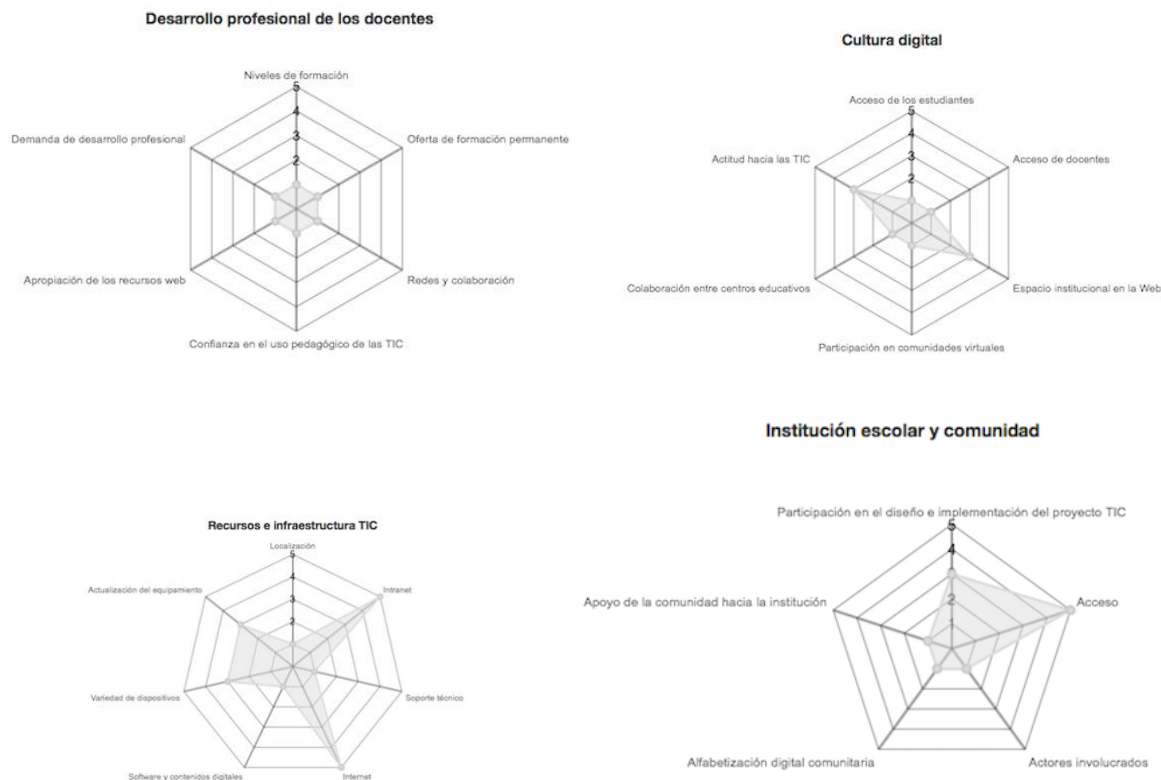 Desarrollo profesional de los docentes
Niveles de formación
5
4
3
2
Demanda de desarrollo profesional
Oferta de formación permanente
Apropiación de los recursos web
Redes y colaboración
Confianza en el uso pedagógico de las TIC
Cultura digital
Acceso de los estudiantes
5
4
3
2
Actitud hacia las TIC
Acceso de docentes
Colaboración entre centros educativos
Espacio institucional en la Web
Participación en comunidades virtuales
Recursos e infraestructura TIC
Localización
5
4
3
2
Actualización del equipamiento
Intranet
Variedad de dispositivos
Soporte técnico
Software y contenidos digitales
Internet
Institución escolar y comunidad
Participación en el diseño e implementación del proyecto TIC
5
4
2
1
Apoyo de la comunidad hacia la institución
Acceso
Alfabetización digital comunitaria
Actores involucrados